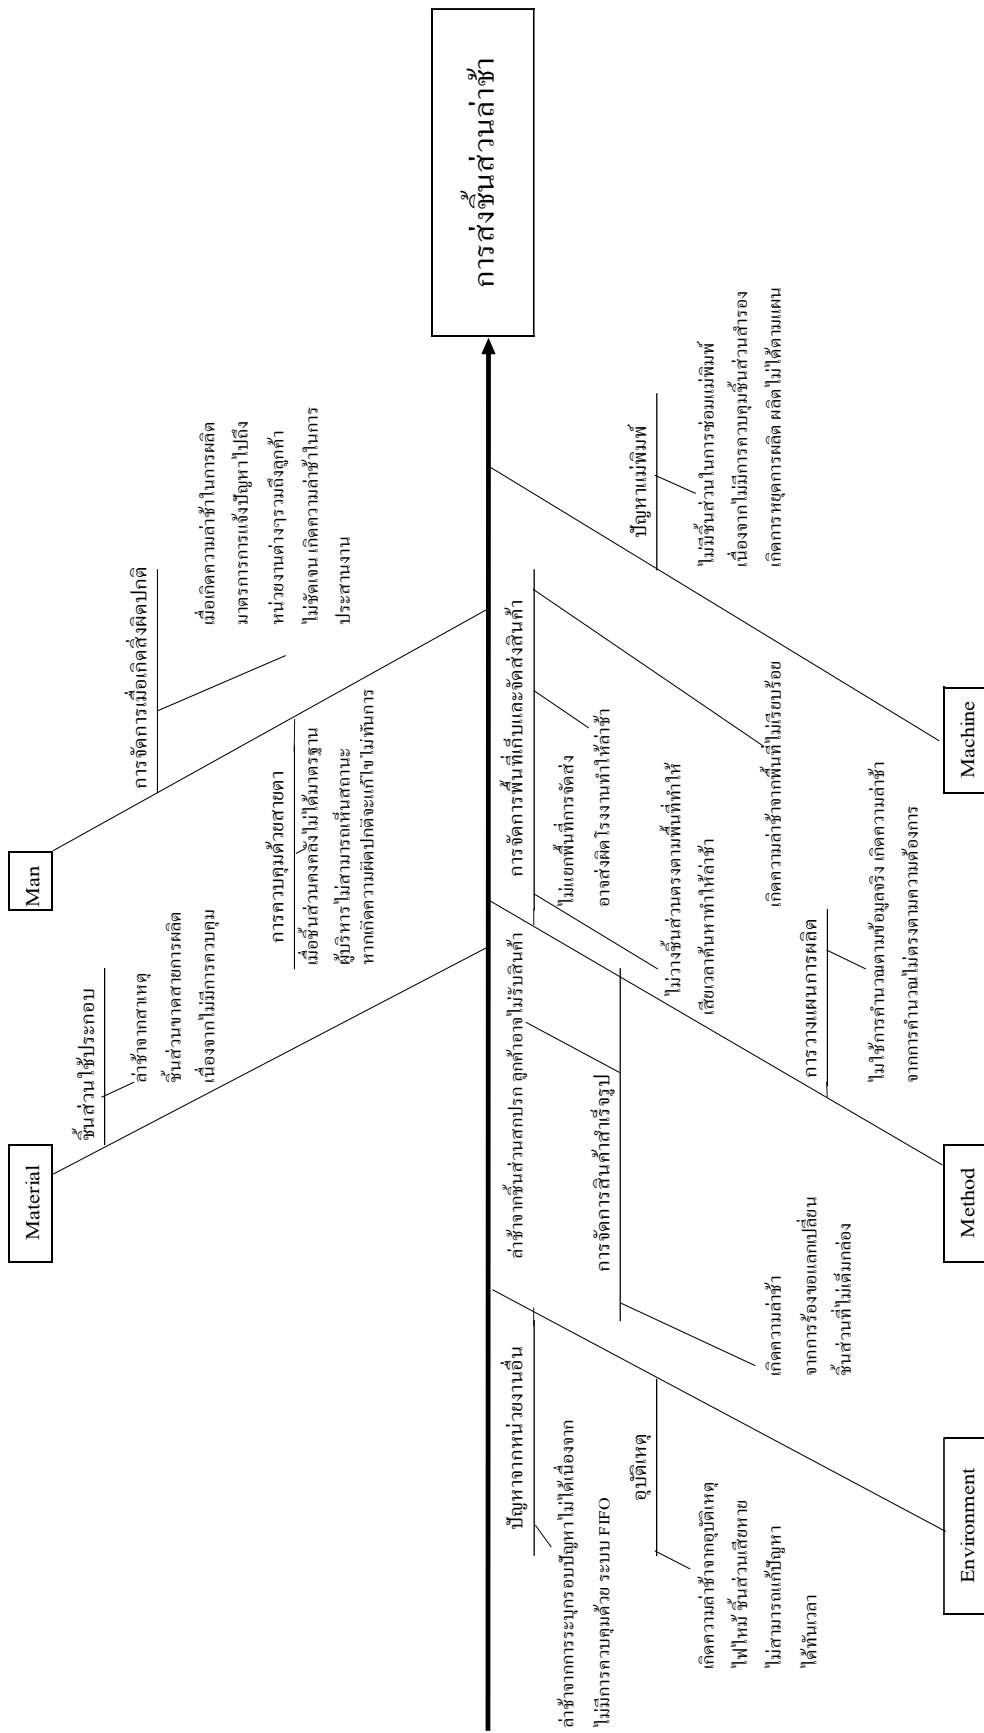 Material
Man
ชิ้นส่วนใช้ประกอบ
ล่าช้าจากสาเหตุ
ชิ้นส่วนขาดสายการผลิต
เนื่องจากไม่มีการควบคุม
การจัดการเมื่อเกิดสิ่งผิดปกติ
เมื่อเกิดความล่าช้าในการผลิต
มาตรการการแจ้งปัญหาไปถึง
หน่วยงานต่างๆรวมถึงลูกค้า
ไม่ชัดเจน เกิดความล่าช้าในการ
ประสานงาน
การควบคุมด้วยสายตา
เมื่อชิ้นส่วนคงคลังไม่ได้มาตรฐาน
ผู้บริหารไม่สามารถเห็นสถานะ
หากเกิดความผิดปกติจะแก้ไขไม่ทันการ
การส่งชิ้นส่วนล่าช้า
ปัญหาจากหน่วยงานอื่น
ล่าช้าจากการระบุกรอบปัญหาไม่ได้เนื่องจาก
ไม่มีการควบคุมด้วย ระบบ FIFO
อุบัติเหตุ
เกิดความล่าช้าจากอุบัติเหตุ
ไฟไหม้ ชิ้นส่วนเสียหาย
ไม่สามารถแก้ปัญหา
ได้ทันเวลา
ล่าช้าจากชิ้นส่วนสกปรก ลูกค้าอาจไม่รับสินค้า
การจัดการสินค้าสำเร็จรูป
เกิดความล่าช้า
จากการร้องขอแลกเปลี่ยน
ชิ้นส่วนที่ไม่เต็มกล่อง
การจัดการพื้นที่เก็บและจัดส่งสินค้า
ไม่แยกพื้นที่การจัดส่ง
อาจส่งผิดโรงงานทำให้ล่าช้า
ไม่วางชิ้นส่วนตรงตามพื้นที่ทำให้
เสียเวลาค้นหาทำให้ล่าช้า
เกิดความล่าช้าจากพื้นที่ไม่เรียบร้อย
การวางแผนการผลิต
ไม่ใช้การคำนวณตามข้อมูลจริง เกิดความล่าช้า
จากการคำนวณไม่ตรงตามความต้องการ
ปัญหาแม่พิมพ์
ไม่มีชิ้นส่วนในการซ่อมแม่พิมพ์
เนื่องจากไม่มีการควบคุมชิ้นส่วนสำรอง
เกิดการหยุดการผลิต ผลิตไม่ได้ตามแผน
Environment
Method
Machine